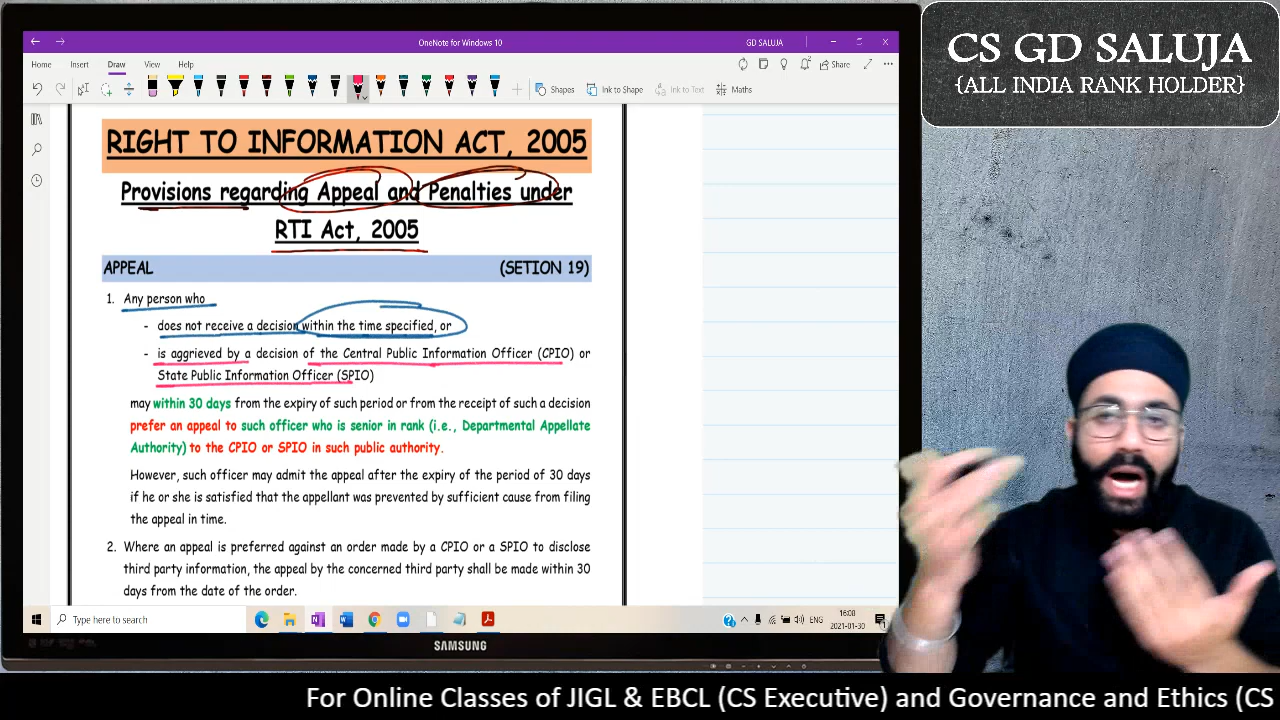 OneNote for Windows 10
GD SALUJA
Home Insert Draw View Help
Share
Shapes Ink to Shape Ink to Text Maths
RIGHT TO INFORMATION ACT, 2005
Provisions regarding Appeal and Penalties under
RTI Act, 2005
APPEAL (SETION 19)
1. Any person who
- does not receive a decision within the time specified, or
- is aggrieved by a decision of the Central Public Information Officer (CPIO) or
State Public Information Officer (SPIO)
may within 30 days from the expiry of such period or from the receipt of such a decision
prefer an appeal to such officer who is senior in rank (i.e., Departmental Appellate
Authority) to the CPIO or SPIO in such public authority.
However, such officer may admit the appeal after the expiry of the period of 30 days
if he or she is satisfied that the appellant was prevented by sufficient cause from filing
the appeal in time.
2. Where an appeal is preferred against an order made by a CPIO or a SPIO to disclose
third party information, the appeal by the concerned third party shall be made within 30
days from the date of the order.
Type here to search
ENG
16:00
2021-01-30
SAMSUNG
CS GD SALUJA
{ALL INDIA RANK HOLDER}
For Online Classes of JIGL & EBCL (CS Executive) and Governance and Ethics (CS